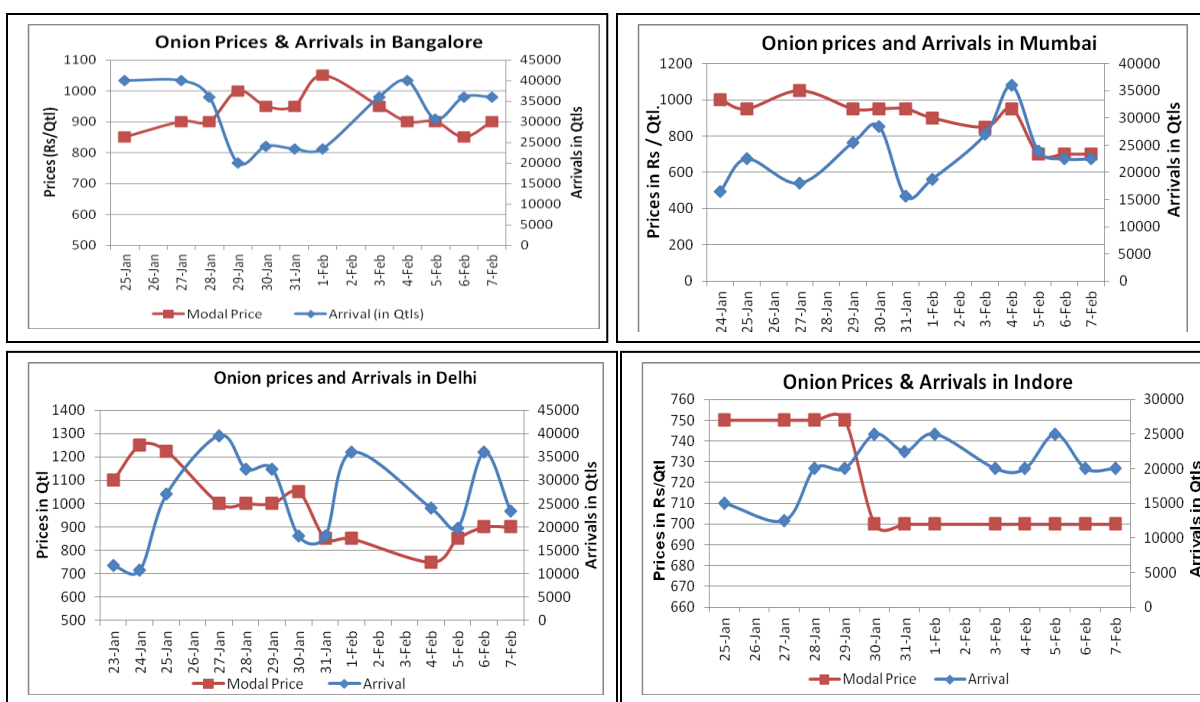 Onion Prices & Arrivals in Bangalore
Prices (Rs/Qtl)
1100
1000
900
800
700
600
500
45000
40000
35000
30000
25000
20000
15000
10000
5000
0
Arrivals in Qtls
25-Jan
26-Jan
27-Jan
28-Jan
29-Jan
30-Jan
31-Jan
1-Feb
2-Feb
3-Feb
4-Feb
5-Feb
6-Feb
7-Feb
Modal Price Arrival (in Qtls)
Onion prices and Arrivals in Mumbai
Prices in Rs / Qtl.
1200
1000
800
600
400
200
0
40000
35000
30000
25000
20000
15000
10000
5000
0
Arrivals in Qtls
24-Jan
25-Jan
26-Jan
27-Jan
28-Jan
29-Jan
30-Jan
31-Jan
1-Feb
2-Feb
3-Feb
4-Feb
5-Feb
6-Feb
7-Feb
Onion prices and Arrivals in Delhi
Prices in Qtl
1400
1300
1200
1100
1000
900
800
700
600
500
45000
40000
35000
30000
25000
20000
15000
10000
5000
0
Arrivals in Qtls
23-Jan
24-Jan
25-Jan
26-Jan
27-Jan
28-Jan
29-Jan
30-Jan
31-Jan
1-Feb
2-Feb
3-Feb
4-Feb
5-Feb
6-Feb
7-Feb
Modal Price Arrival
Onion Prices & Arrivals in Indore
Prices in Rs/Qtl
760
750
740
730
720
710
700
690
680
670
660
30000
25000
20000
15000
10000
5000
0
Arrivals in Qtls
25-Jan
26-Jan
27-Jan
28-Jan
29-Jan
30-Jan
31-Jan
1-Feb
2-Feb
3-Feb
4-Feb
5-Feb
6-Feb
7-Feb
Modal Price Arrival